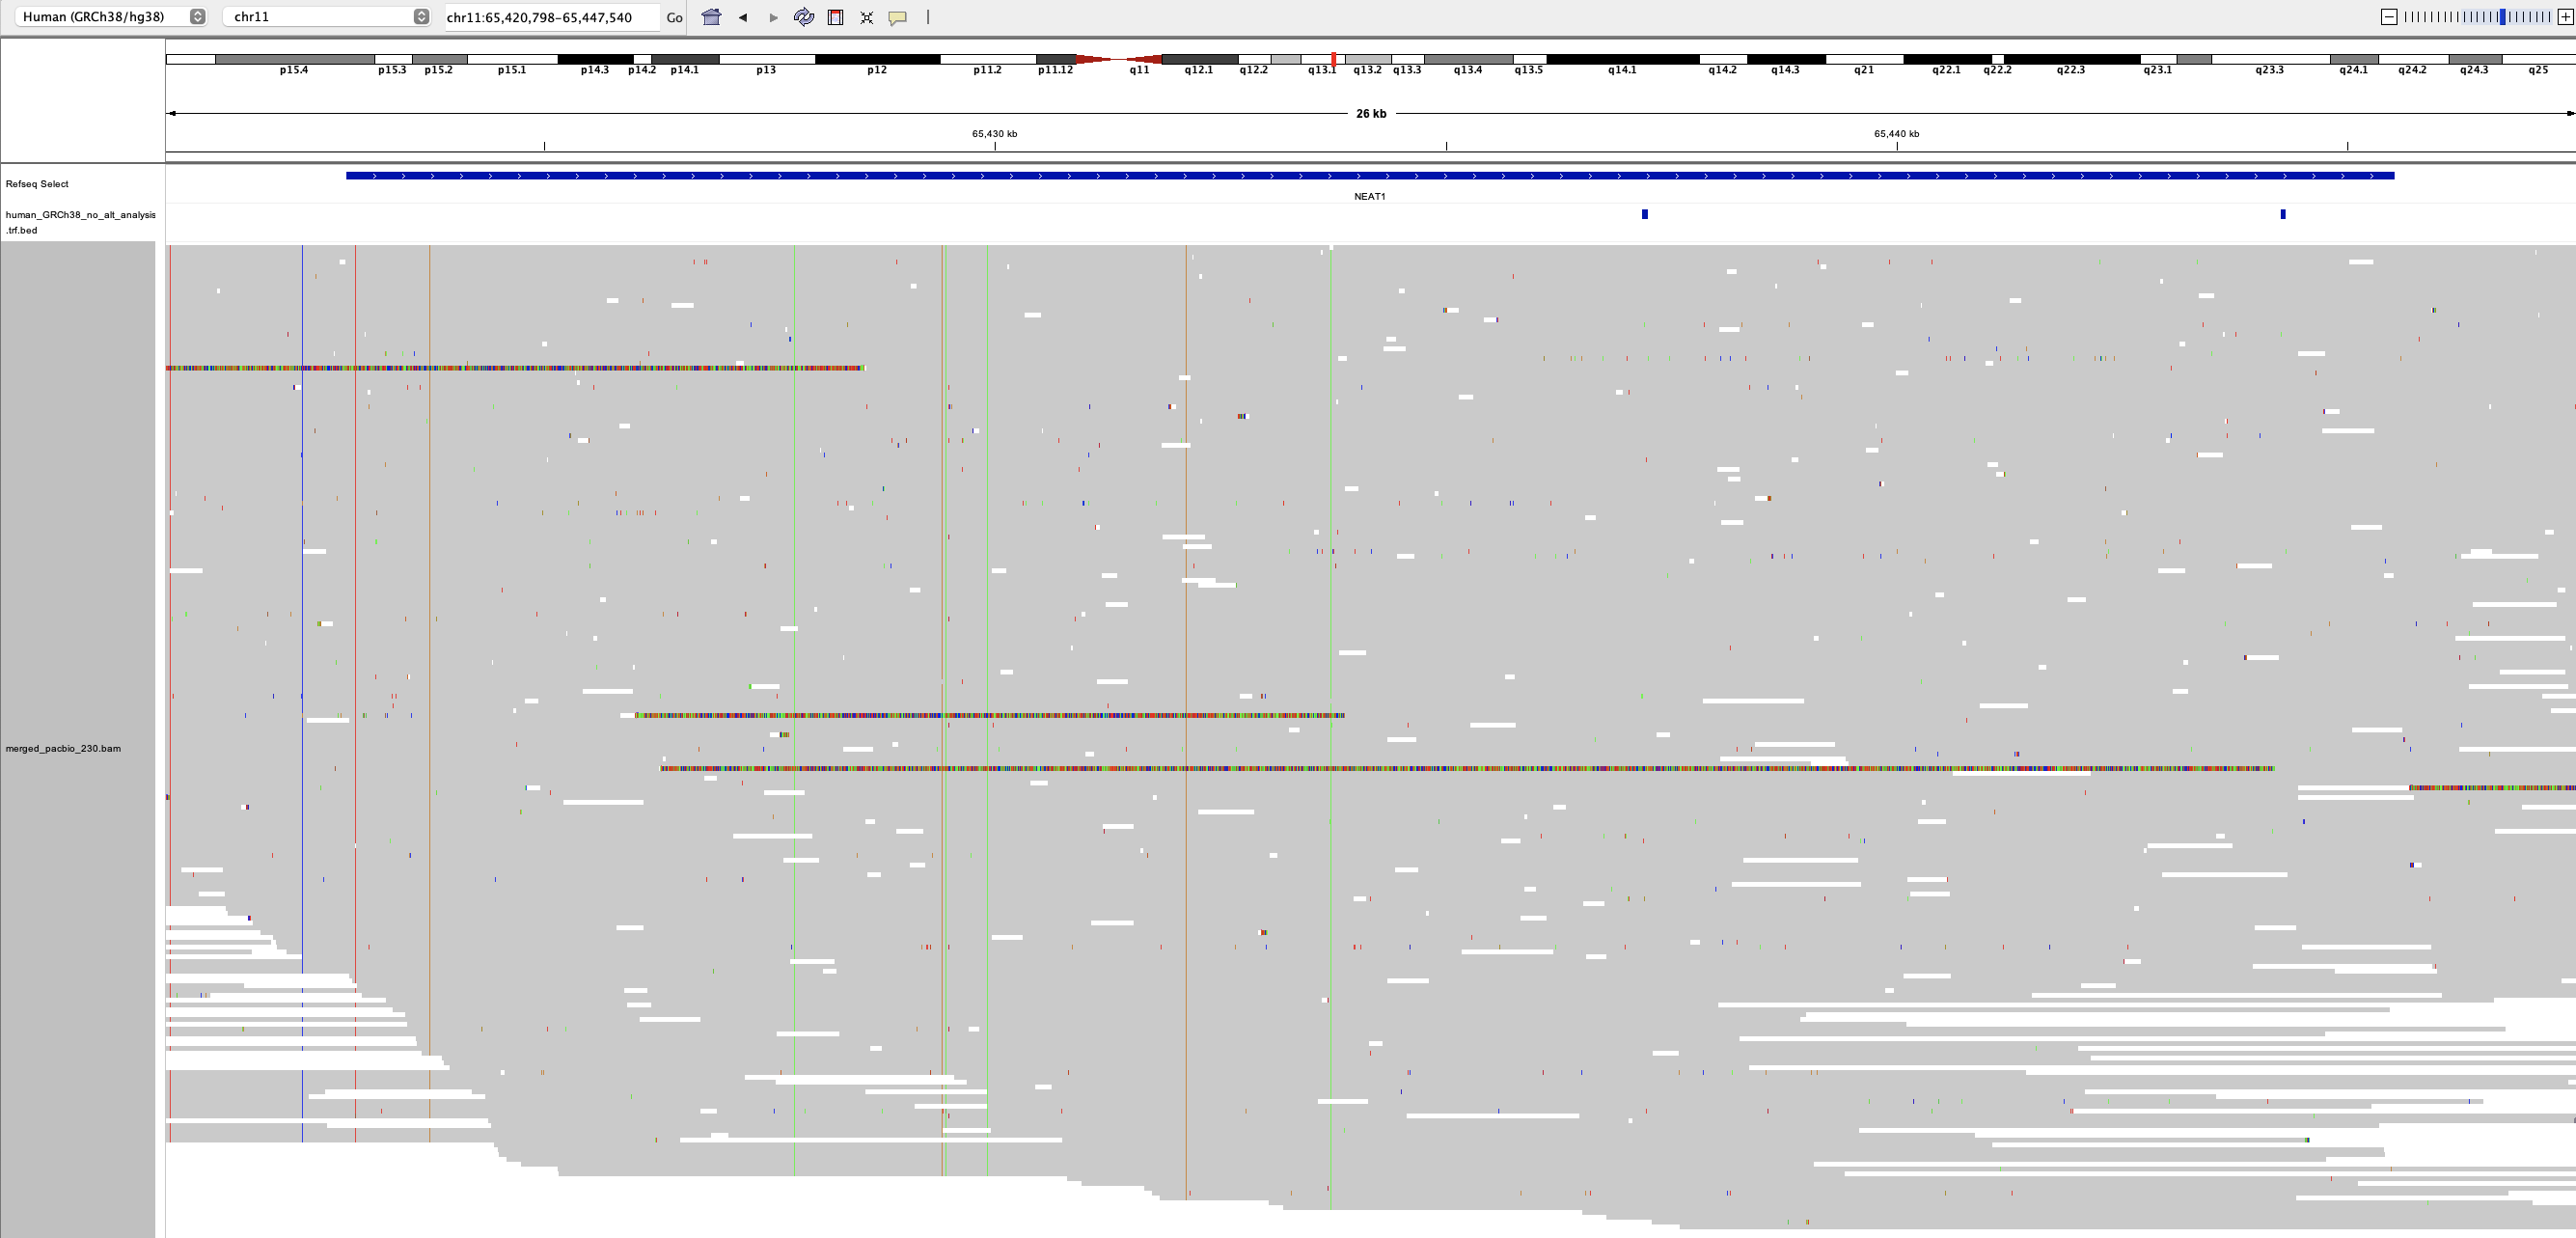 Human (GRCh38/hg38) chr11 chr11:65,420,798-65,447,540 Go
p15.4 p15.3 p15.2 p15.1 p14.3 p14.2 p14.1 p13 p12 p11.2 p11.12 q11 q12.1 q12.2 q13.1 q13.2 q13.3 q13.4 q13.5 q14.1 q14.2 q14.3 q21 q22.1 q22.2 q22.3 q23.1 q23.3 q24.1 q24.2 q24.3 q25
26 kb
65,430 kb 65,440 kb
Refseq Select
NEAT1
human_GRCh38_no_alt_analysis
.trf.bed
merged_pacbio_230.bam